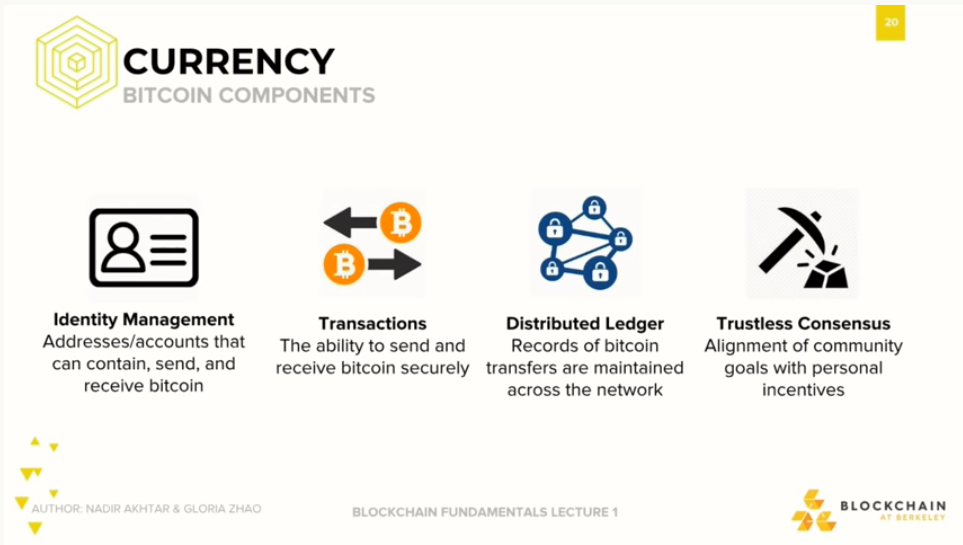 20
CURRENCY
BITCOIN COMPONENTS
Identity Management
Addresses/accounts that
can contain, send, and
receive bitcoin
Transactions
The ability to send and
receive bitcoin securely
Distributed Ledger
Records of bitcoin
transfers are maintained
across the network
Trustless Consensus
Alignment of community
goals with personal
incentives
AUTHOR: NADIR AKHTAR & GLORIA ZHAO
BLOCKCHAIN FUNDAMENTALS LECTURE 1
BLOCKCHAIN
AT BERKELEY